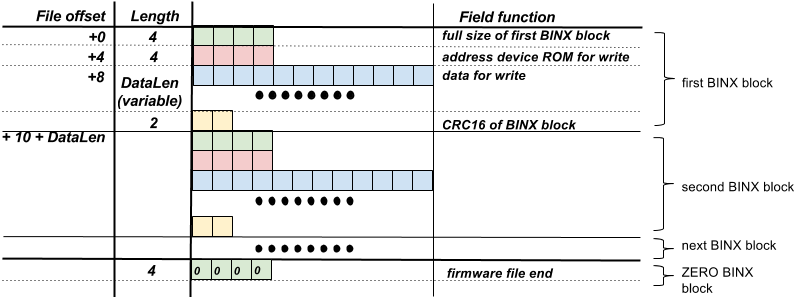 File offset Length Field function
+0 4 full size of first BINX block
+4 4 address device ROM for write
+8 DataLen (variable) data for write
first BINX block
2 CRC16 of BINX block
+ 10 + DataLen
second BINX block
next BINX block
4 0 0 0 0 firmware file end
ZERO BINX
block